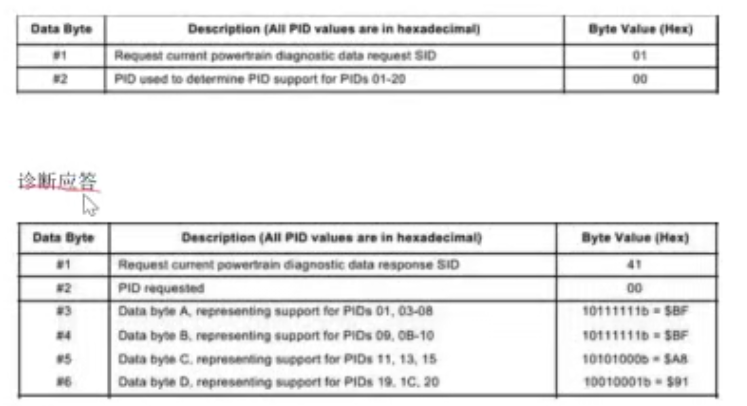 Data Byte Description (All PID values are in hexadecimal) Byte Value (Hex)
#1 Request current powertrain diagnostic data request SID 01
#2 PID used to determine PID support for PIDs 01-20 00
诊断应答
Data Byte Description (All PID values are in hexadecimal) Byte Value (Hex)
#1 Request current powertrain diagnostic data response SID 41
#2 PID requested 00
#3 Data byte A, representing support for PIDs 01, 03-08 10111111b = $BF
#4 Data byte B, representing support for PIDs 09, 0B-10 10111111b = $BF
#5 Data byte C, representing support for PIDs 11, 13, 15 10101000b = $A8
#6 Data byte D, representing support for PIDs 19, 1C, 20 10010001b = $91